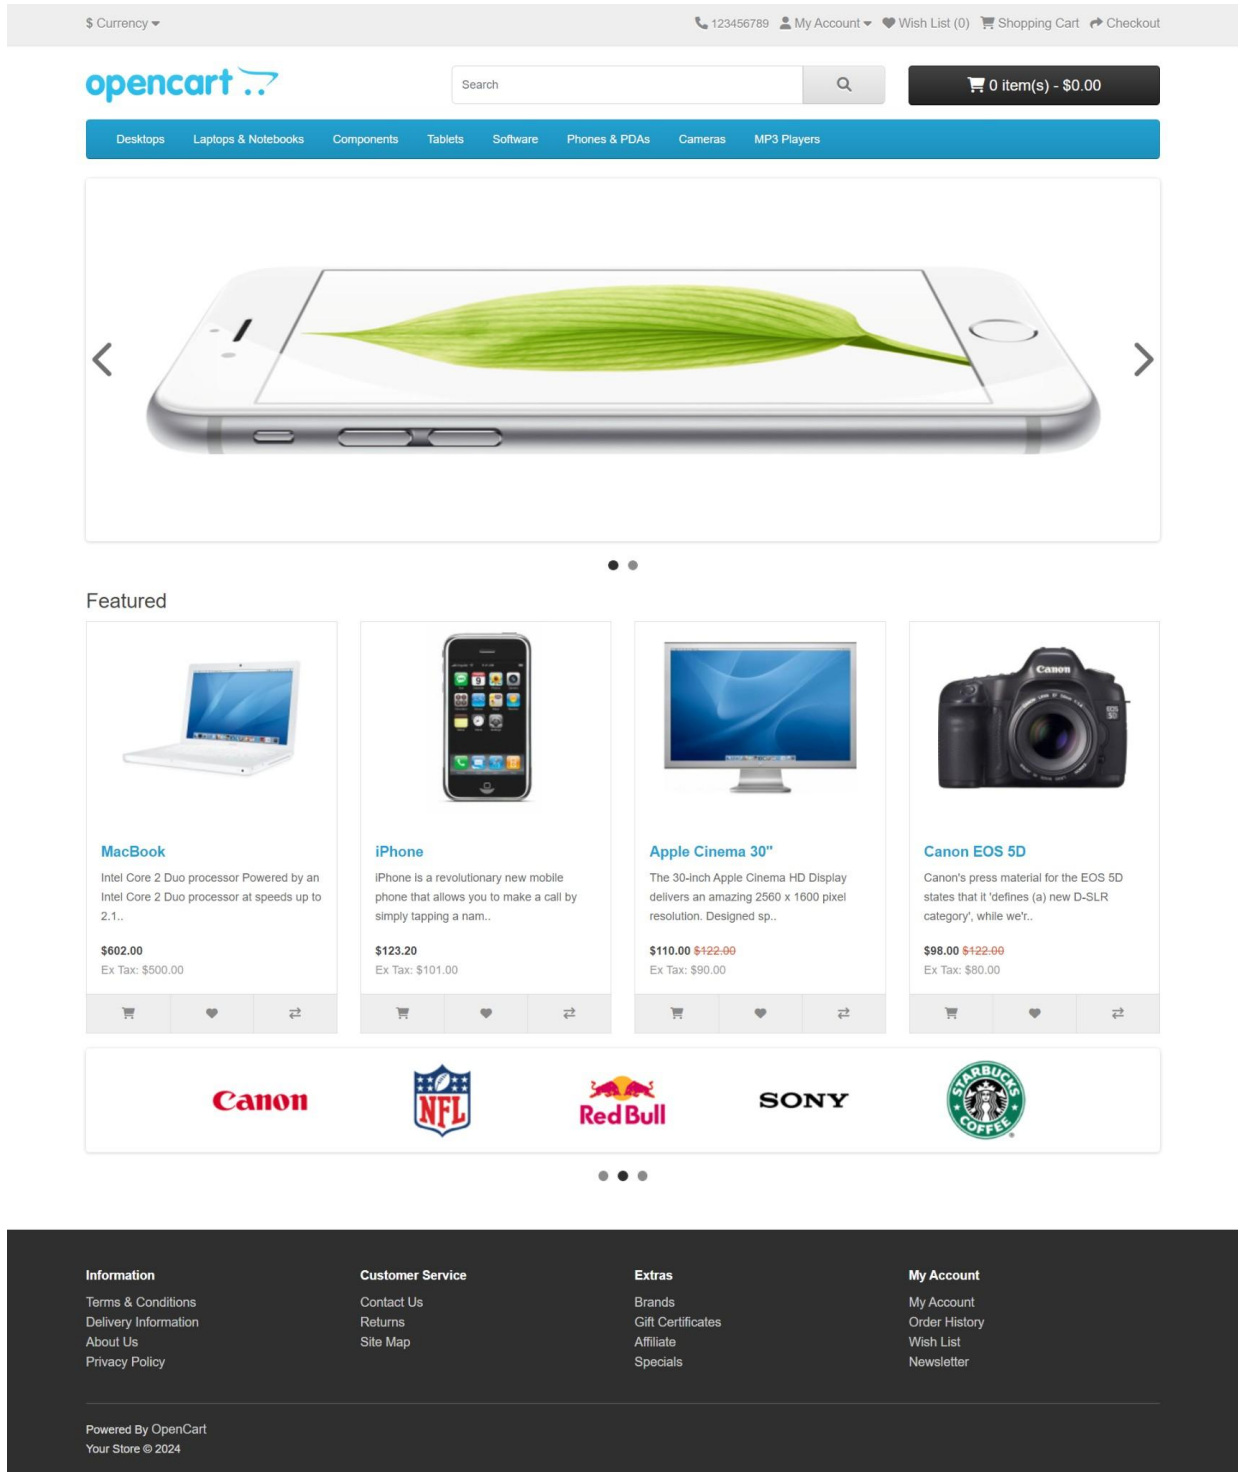 $ Currency
123456789 My Account Wish List (0) Shopping Cart Checkout
opencart
Search
0 item(s) - $0.00
Desktops Laptops & Notebooks Components Tablets Software Phones & PDAs Cameras MP3 Players
Featured
Canon
EOS
5D
MacBook
Intel Core 2 Duo processor Powered by an
Intel Core 2 Duo processor at speeds up to
2.1..
$602.00
Ex Tax: $500.00
iPhone
iPhone is a revolutionary new mobile
phone that allows you to make a call by
simply tapping a nam..
$123.20
Ex Tax: $101.00
Apple Cinema 30"
The 30-inch Apple Cinema HD Display
delivers an amazing 2560 x 1600 pixel
resolution. Designed sp..
$110.00 $122.00
Ex Tax: $90.00
Canon EOS 5D
Canon's press material for the EOS 5D
states that it 'defines (a) new D-SLR
category', while we'r..
$98.00 $122.00
Ex Tax: $80.00
Canon
NFL
Red Bull
SONY
STARBUCKS
COFFEE
Information
Terms & Conditions
Delivery Information
About Us
Privacy Policy
Customer Service
Contact Us
Returns
Site Map
Extras
Brands
Gift Certificates
Affiliate
Specials
My Account
My Account
Order History
Wish List
Newsletter
Powered By OpenCart
Your Store © 2024